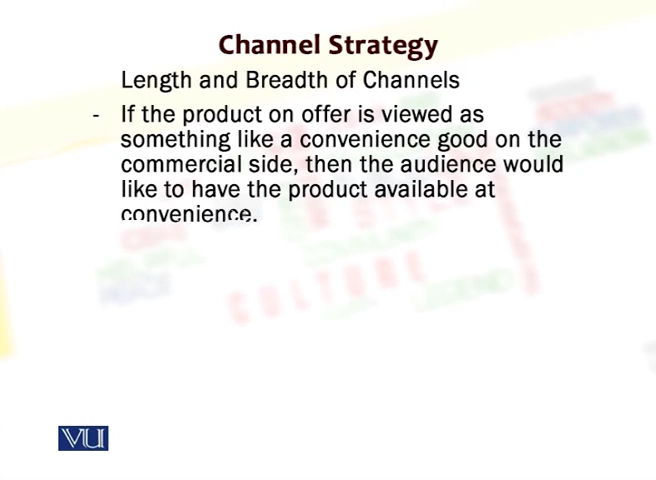 Channel Strategy
Length and Breadth of Channels
- If the product on offer is viewed as
something like a convenience good on the
commercial side, then the audience would
like to have the product available at
convenience.
CULTURE
VU